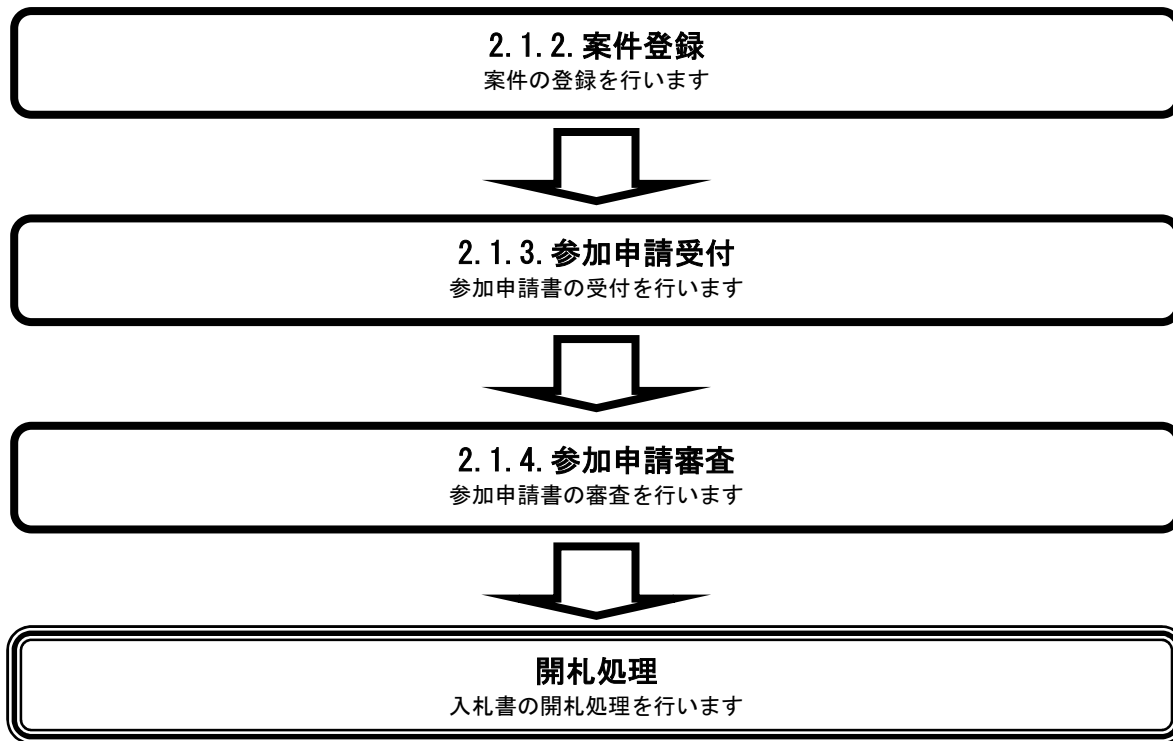 2.1.2.案件登録
案件の登録を行います
2.1.3.参加申請受付
参加申請書の受付を行います
2.1.4.参加申請審査
参加申請書の審査を行います
開札処理
入札書の開札処理を行います